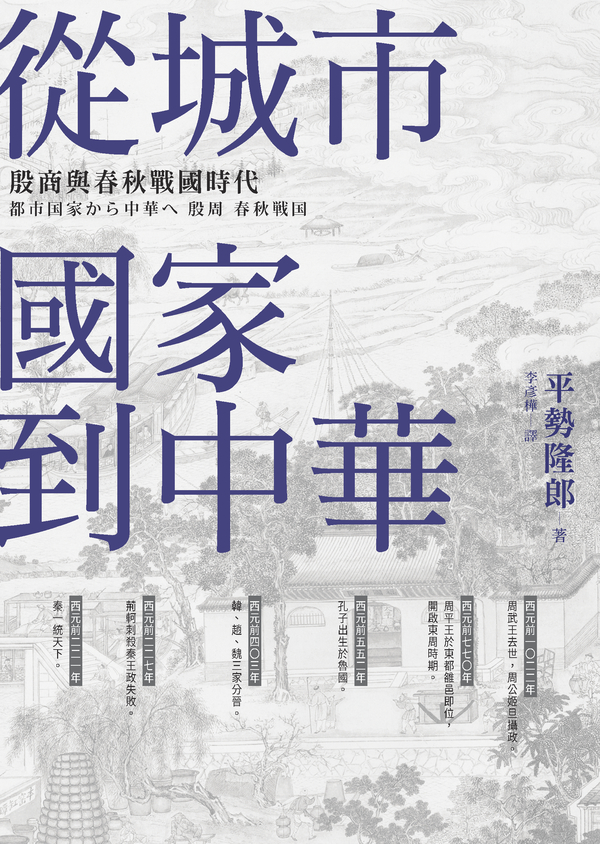 從城市
殷商與春秋戰國時代
都市国家から中華へ 殷周 春秋戦国
國家
到中華
平勢隆郎 著
李彥樺 譯
西元前一〇二二年
周武王去世，周公姬旦攝政。
西元前七七〇年
周平王於東都雒邑即位，
開啟東周時期。
西元前五五二年
孔子出生於魯國。
西元前四〇三年
韓、趙、魏三家分晉。
西元前二二七年
荊軻刺殺秦王政失敗。
西元前二二一年
秦一統天下。